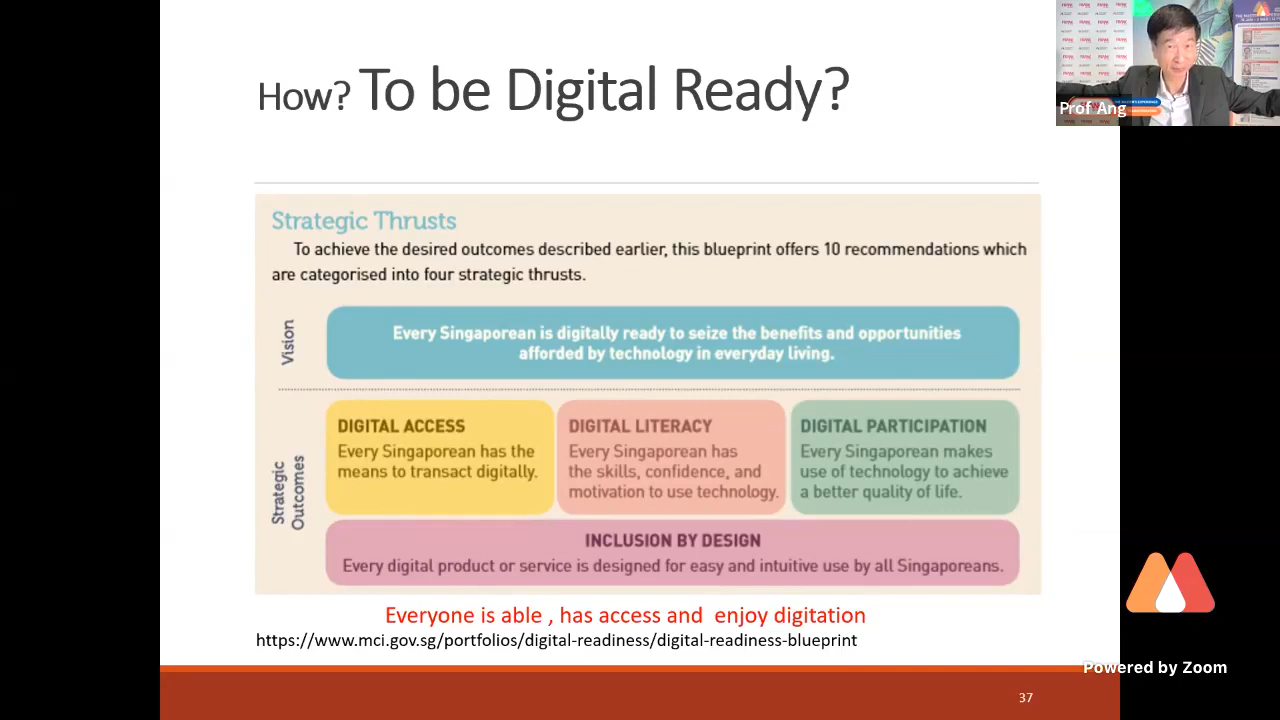 How? To be Digital Ready?
Prof Ang
Strategic Thrusts
To achieve the desired outcomes described earlier, this blueprint offers 10 recommendations which
are categorised into four strategic thrusts.
Vision
Every Singaporean is digitally ready to seize the benefits and opportunities
afforded by technology in everyday living.
Strategic
Outcomes
DIGITAL ACCESS
Every Singaporean has the
means to transact digitally.
DIGITAL LITERACY
Every Singaporean has
the skills, confidence, and
motivation to use technology.
DIGITAL PARTICIPATION
Every Singaporean makes
use of technology to achieve
a better quality of life.
INCLUSION BY DESIGN
Every digital product or service is designed for easy and intuitive use by all Singaporeans.
Everyone is able , has access and enjoy digitation
https://www.mci.gov.sg/portfolios/digital-readiness/digital-readiness-blueprint
Powered by Zoom
37